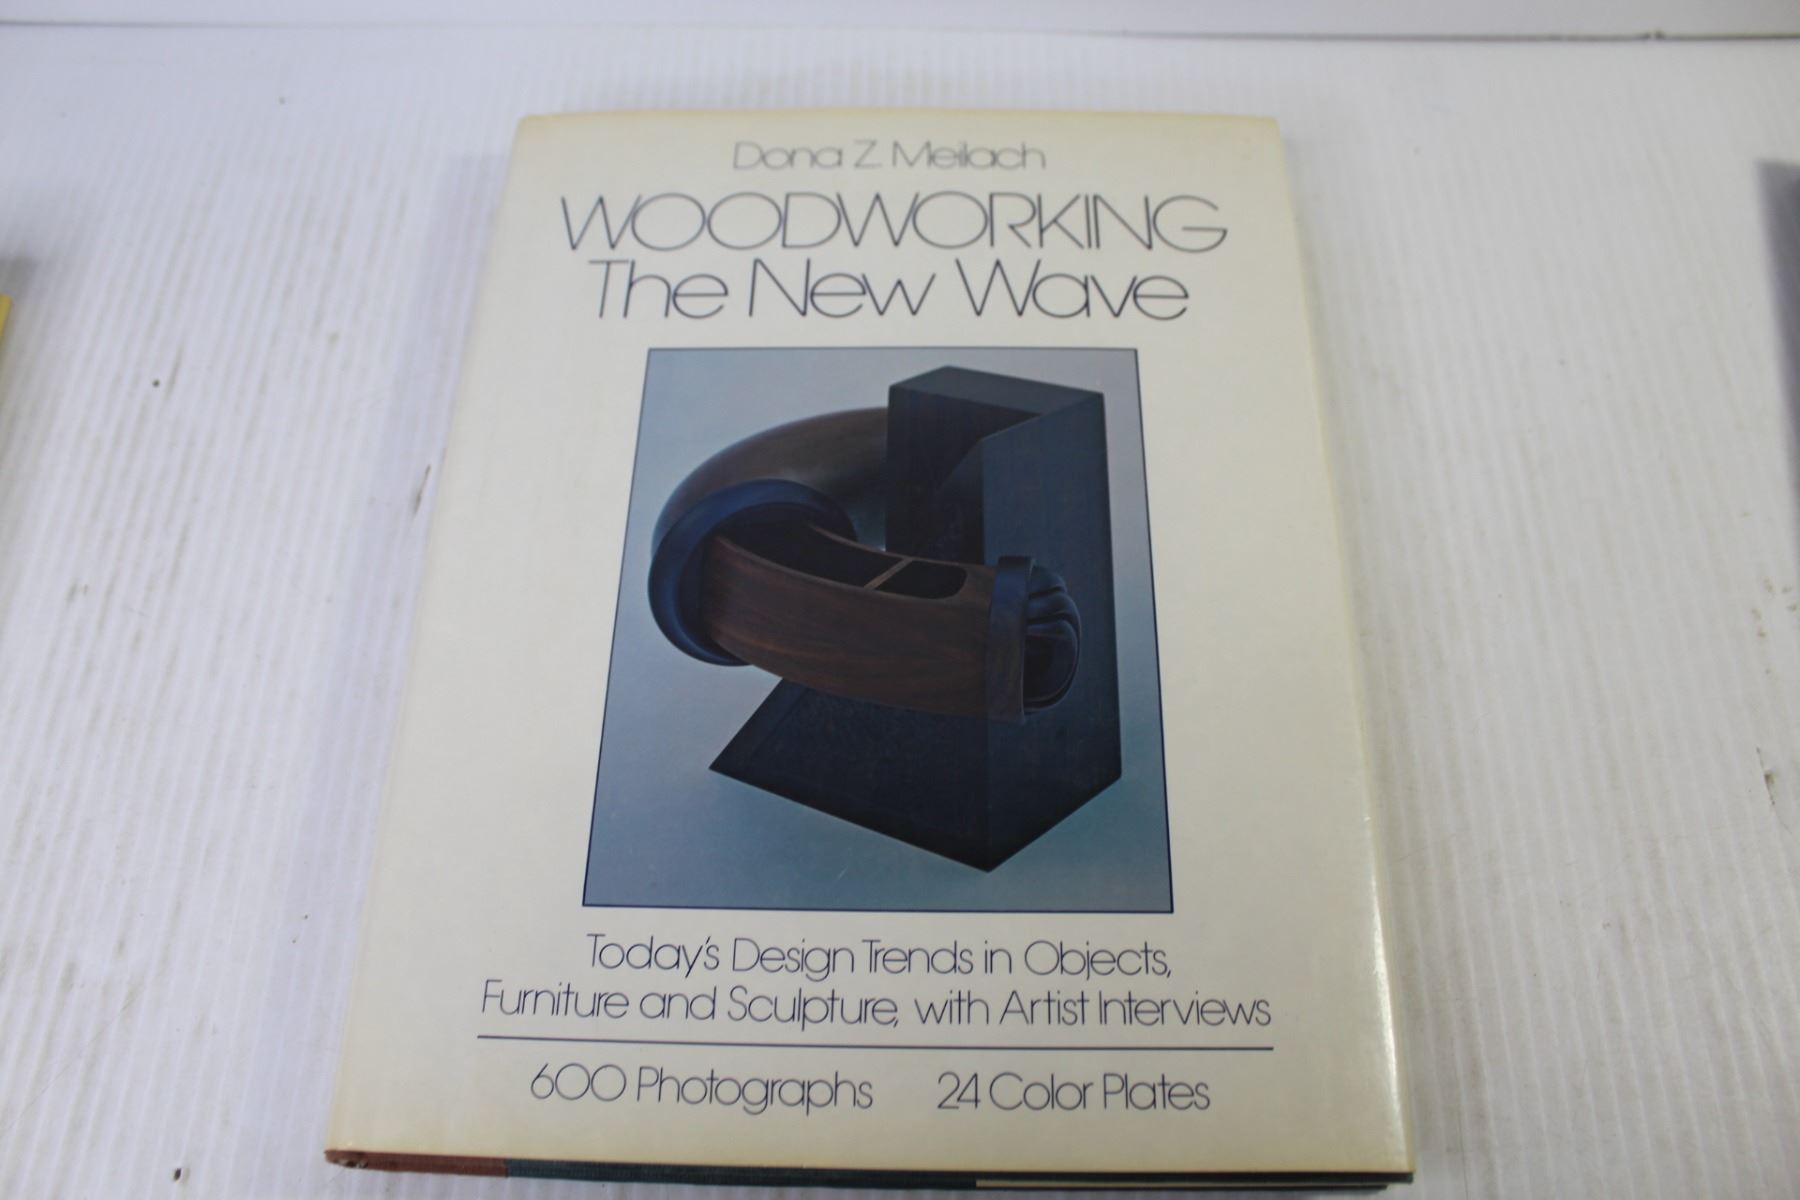 Dona Z. Meilach
WOODWORKING
The New Wave
Today's Design Trends in Objects,
Furniture and Sculpture, with Artist Interviews
600 Photographs 24 Color Plates